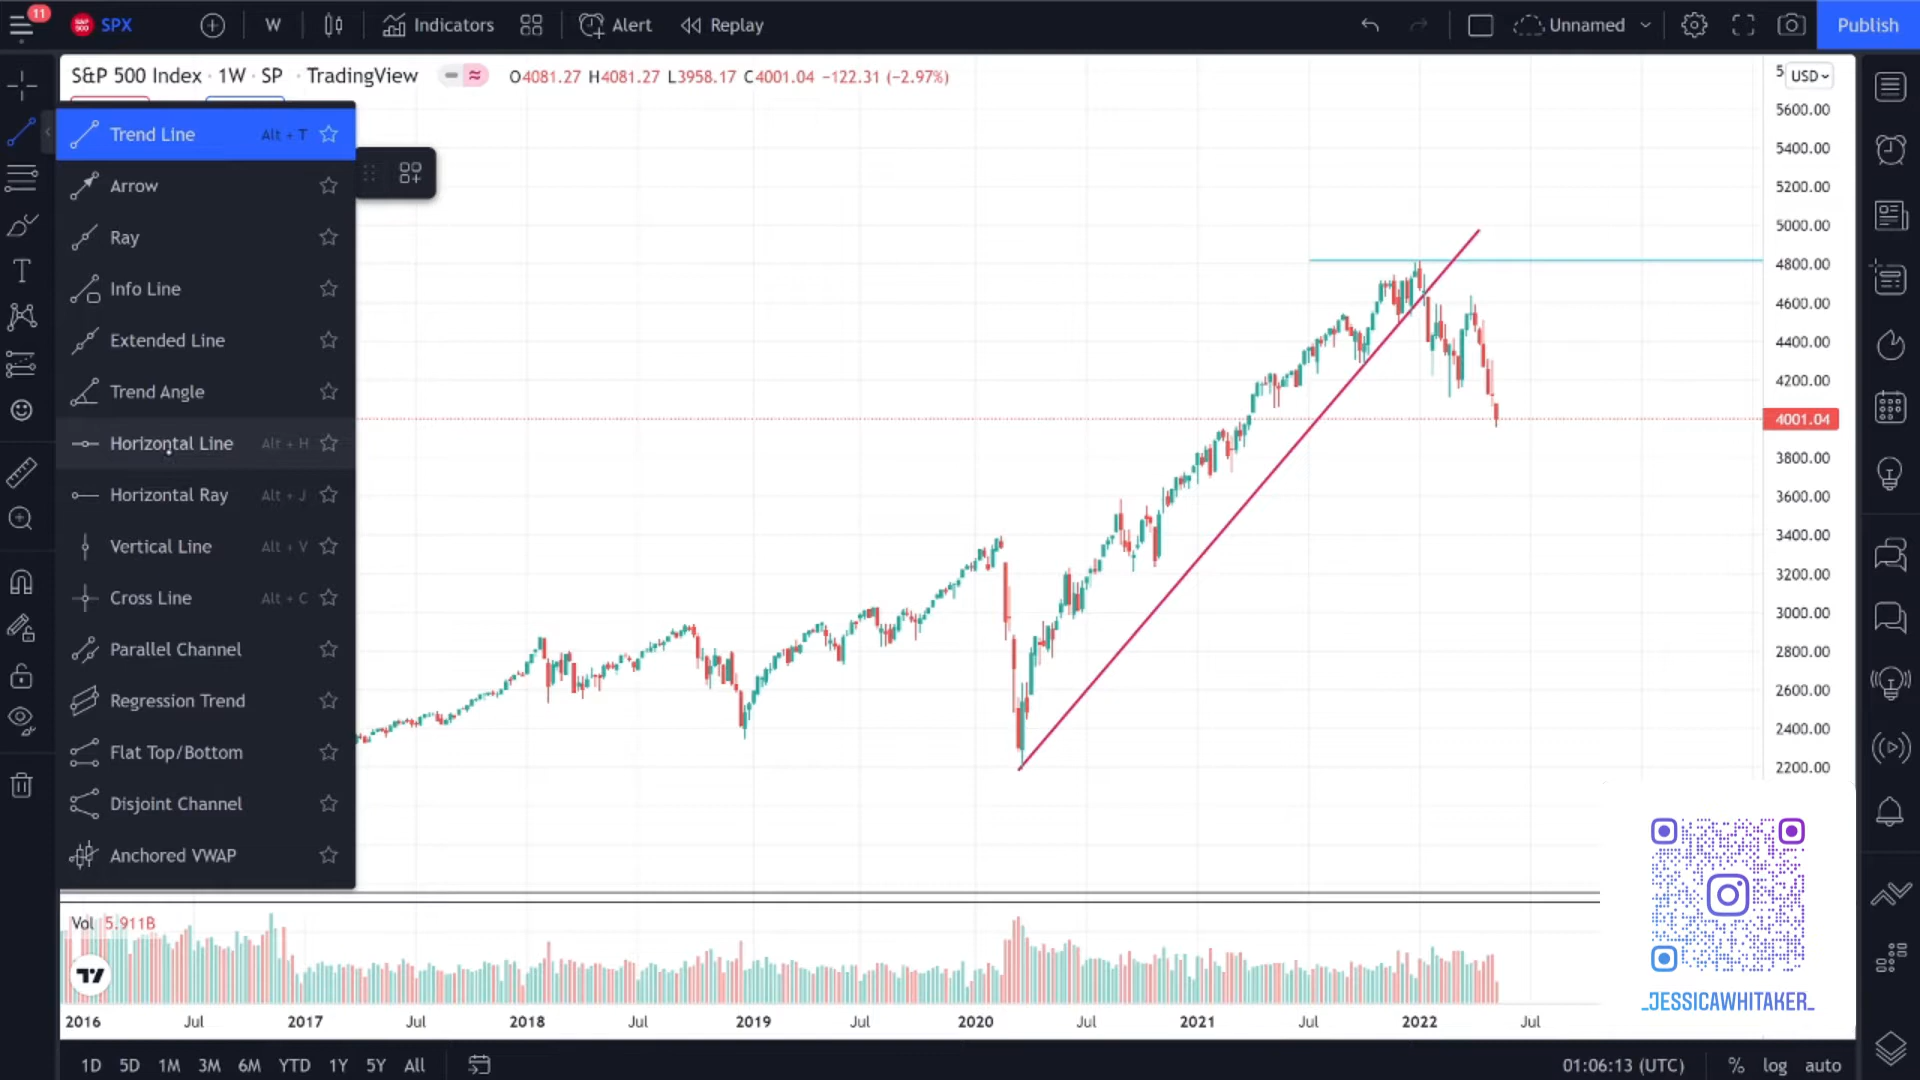 11
S&P 500
SPX
W
Indicators
Alert
Replay
Unnamed
Publish
S&P 500 Index · 1W · SP · TradingView
O4081.27 H4081.27 L3958.17 C4001.04 −122.31 (−2.97%)
USD
Trend Line Alt + T
Arrow
Ray
Info Line
Extended Line
Trend Angle
Horizontal Line Alt + H
Horizontal Ray Alt + J
Vertical Line Alt + V
Cross Line Alt + C
Parallel Channel
Regression Trend
Flat Top/Bottom
Disjoint Channel
Anchored VWAP
5600.00
5400.00
5200.00
5000.00
4800.00
4600.00
4400.00
4200.00
4001.04
3800.00
3600.00
3400.00
3200.00
3000.00
2800.00
2600.00
2400.00
2200.00
Vol 5.911B
_JESSICAWHITAKER_
2016 Jul 2017 Jul 2018 Jul 2019 Jul 2020 Jul 2021 Jul 2022 Jul
1D 5D 1M 3M 6M YTD 1Y 5Y All
01:06:13 (UTC) % log auto